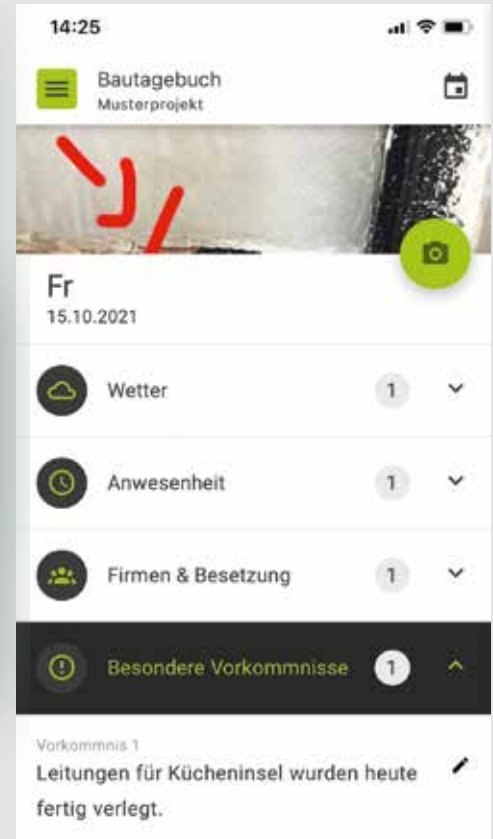 14:25
Bautagebuch
Musterprojekt
Fr
15.10.2021
Wetter 1
Anwesenheit 1
Firmen & Besetzung 1
Besondere Vorkommnisse 1
Vorkommnis 1
Leitungen für Kücheninsel wurden heute
fertig verlegt.